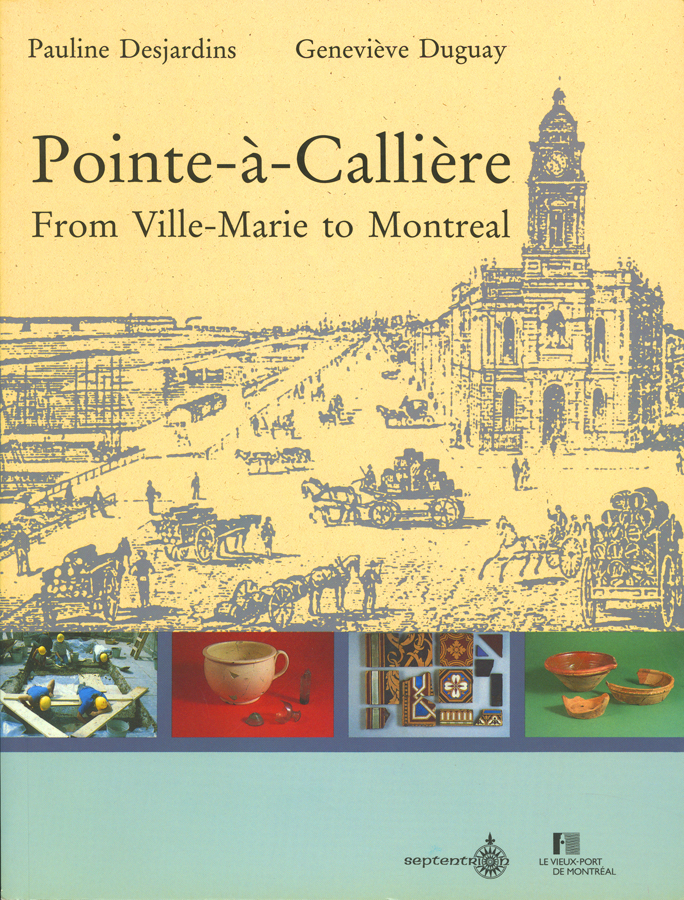 Pauline Desjardins Geneviève Duguay
Pointe-à-Callière
From Ville-Marie to Montreal
septentrion
LE VIEUX-PORT
DE MONTRÉAL